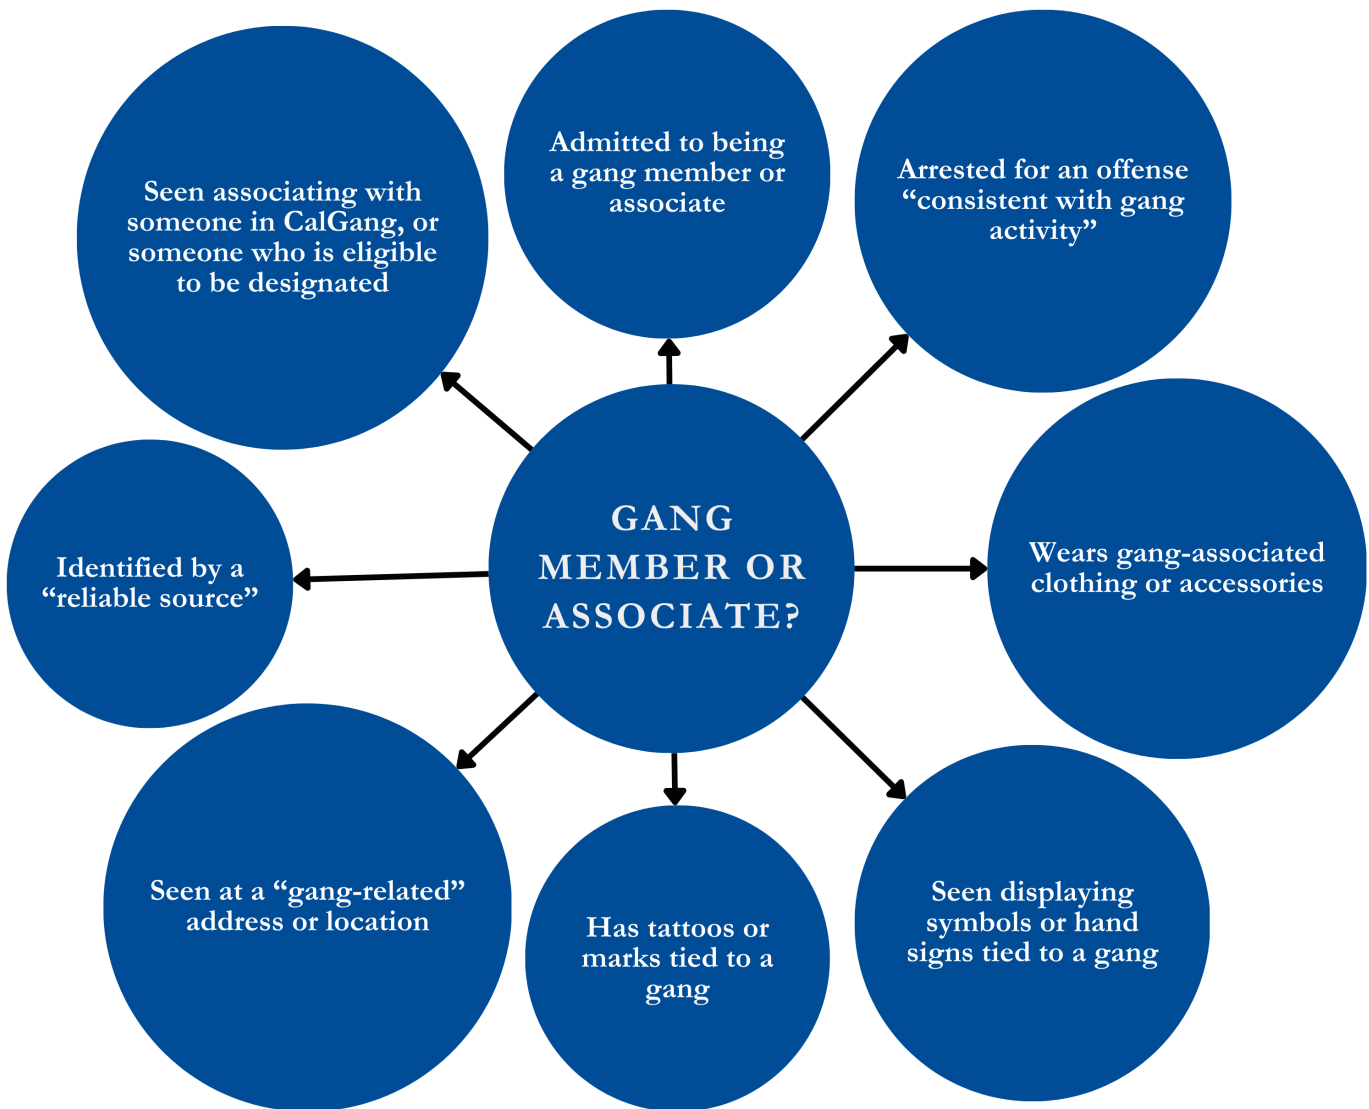 Seen associating with
someone in CalGang, or
someone who is eligible
to be designated
Admitted to being
a gang member or
associate
Arrested for an offense
“consistent with gang
activity”
Identified by a
“reliable source”
GANG
MEMBER OR
ASSOCIATE?
Wears gang-associated
clothing or accessories
Seen at a “gang-related”
address or location
Has tattoos or
marks tied to a
gang
Seen displaying
symbols or hand
signs tied to a gang